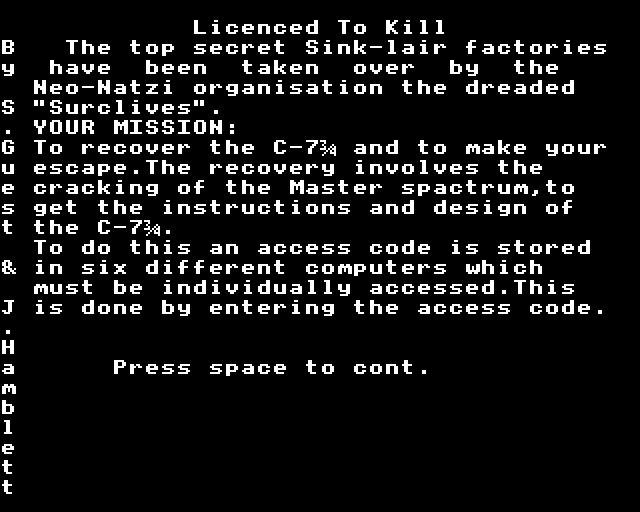 Licenced To Kill
The top secret Sink-lair factories
have been taken over by the
Neo-Natzi organisation the dreaded
"Surclives".
YOUR MISSION:
To recover the C-7¾ and to make your
escape.The recovery involves the
cracking of the Master spactrum,to
get the instructions and design of
the C-7¾.
To do this an access code is stored
in six different computers which
must be individually accessed.This
is done by entering the access code.
Press space to cont.
By S.Guest & J.Hamblett